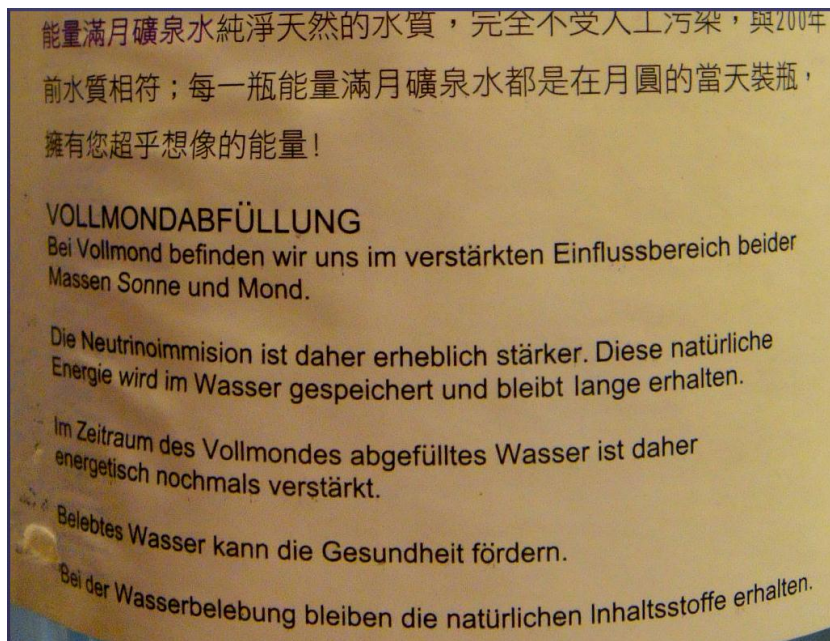 能量滿月礦泉水純淨天然的水質，完全不受人工污染，與200年
前水質相符；每一瓶能量滿月礦泉水都是在月圓的當天裝瓶，
擁有您超乎想像的能量！
VOLLMONDABFÜLLUNG
Bei Vollmond befinden wir uns im verstärkten Einflussbereich beider
Massen Sonne und Mond.
Die Neutrinoimmision ist daher erheblich stärker. Diese natürliche
Energie wird im Wasser gespeichert und bleibt lange erhalten.
Im Zeitraum des Vollmondes abgefülltes Wasser ist daher
energetisch nochmals verstärkt.
Belebtes Wasser kann die Gesundheit fördern.
Bei der Wasserbelebung bleiben die natürlichen Inhaltsstoffe erhalten.